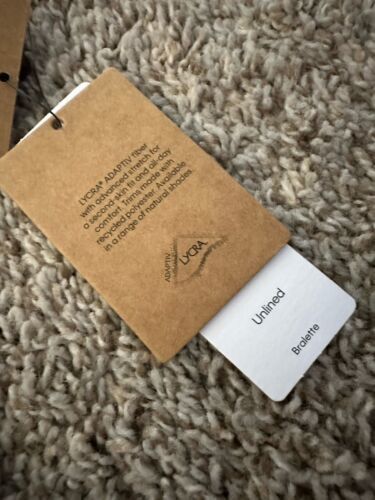 LYCRA® ADAPTIV fiber
with advanced stretch for
a second-skin fit and all-day
comfort. Trims made with
recycled polyester. Available
in a range of natural shades.
ADAPTIV
LYCRA
Unlined
Bralette